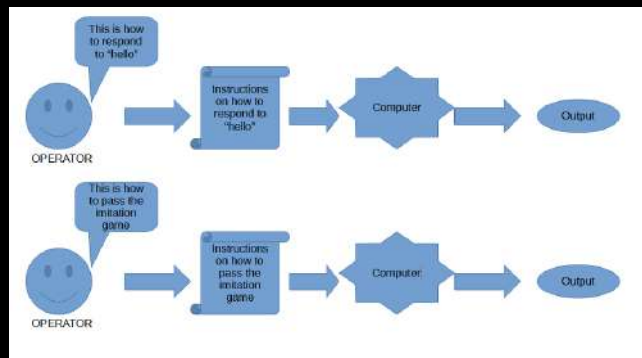 This is how
to respond
to "hello"
OPERATOR
Instructions
on how to
respond to
"hello"
Computer
Output
This is how
to pass the
imitation
game
OPERATOR
Instructions
on how to
pass the
imitation
game
Computer
Output